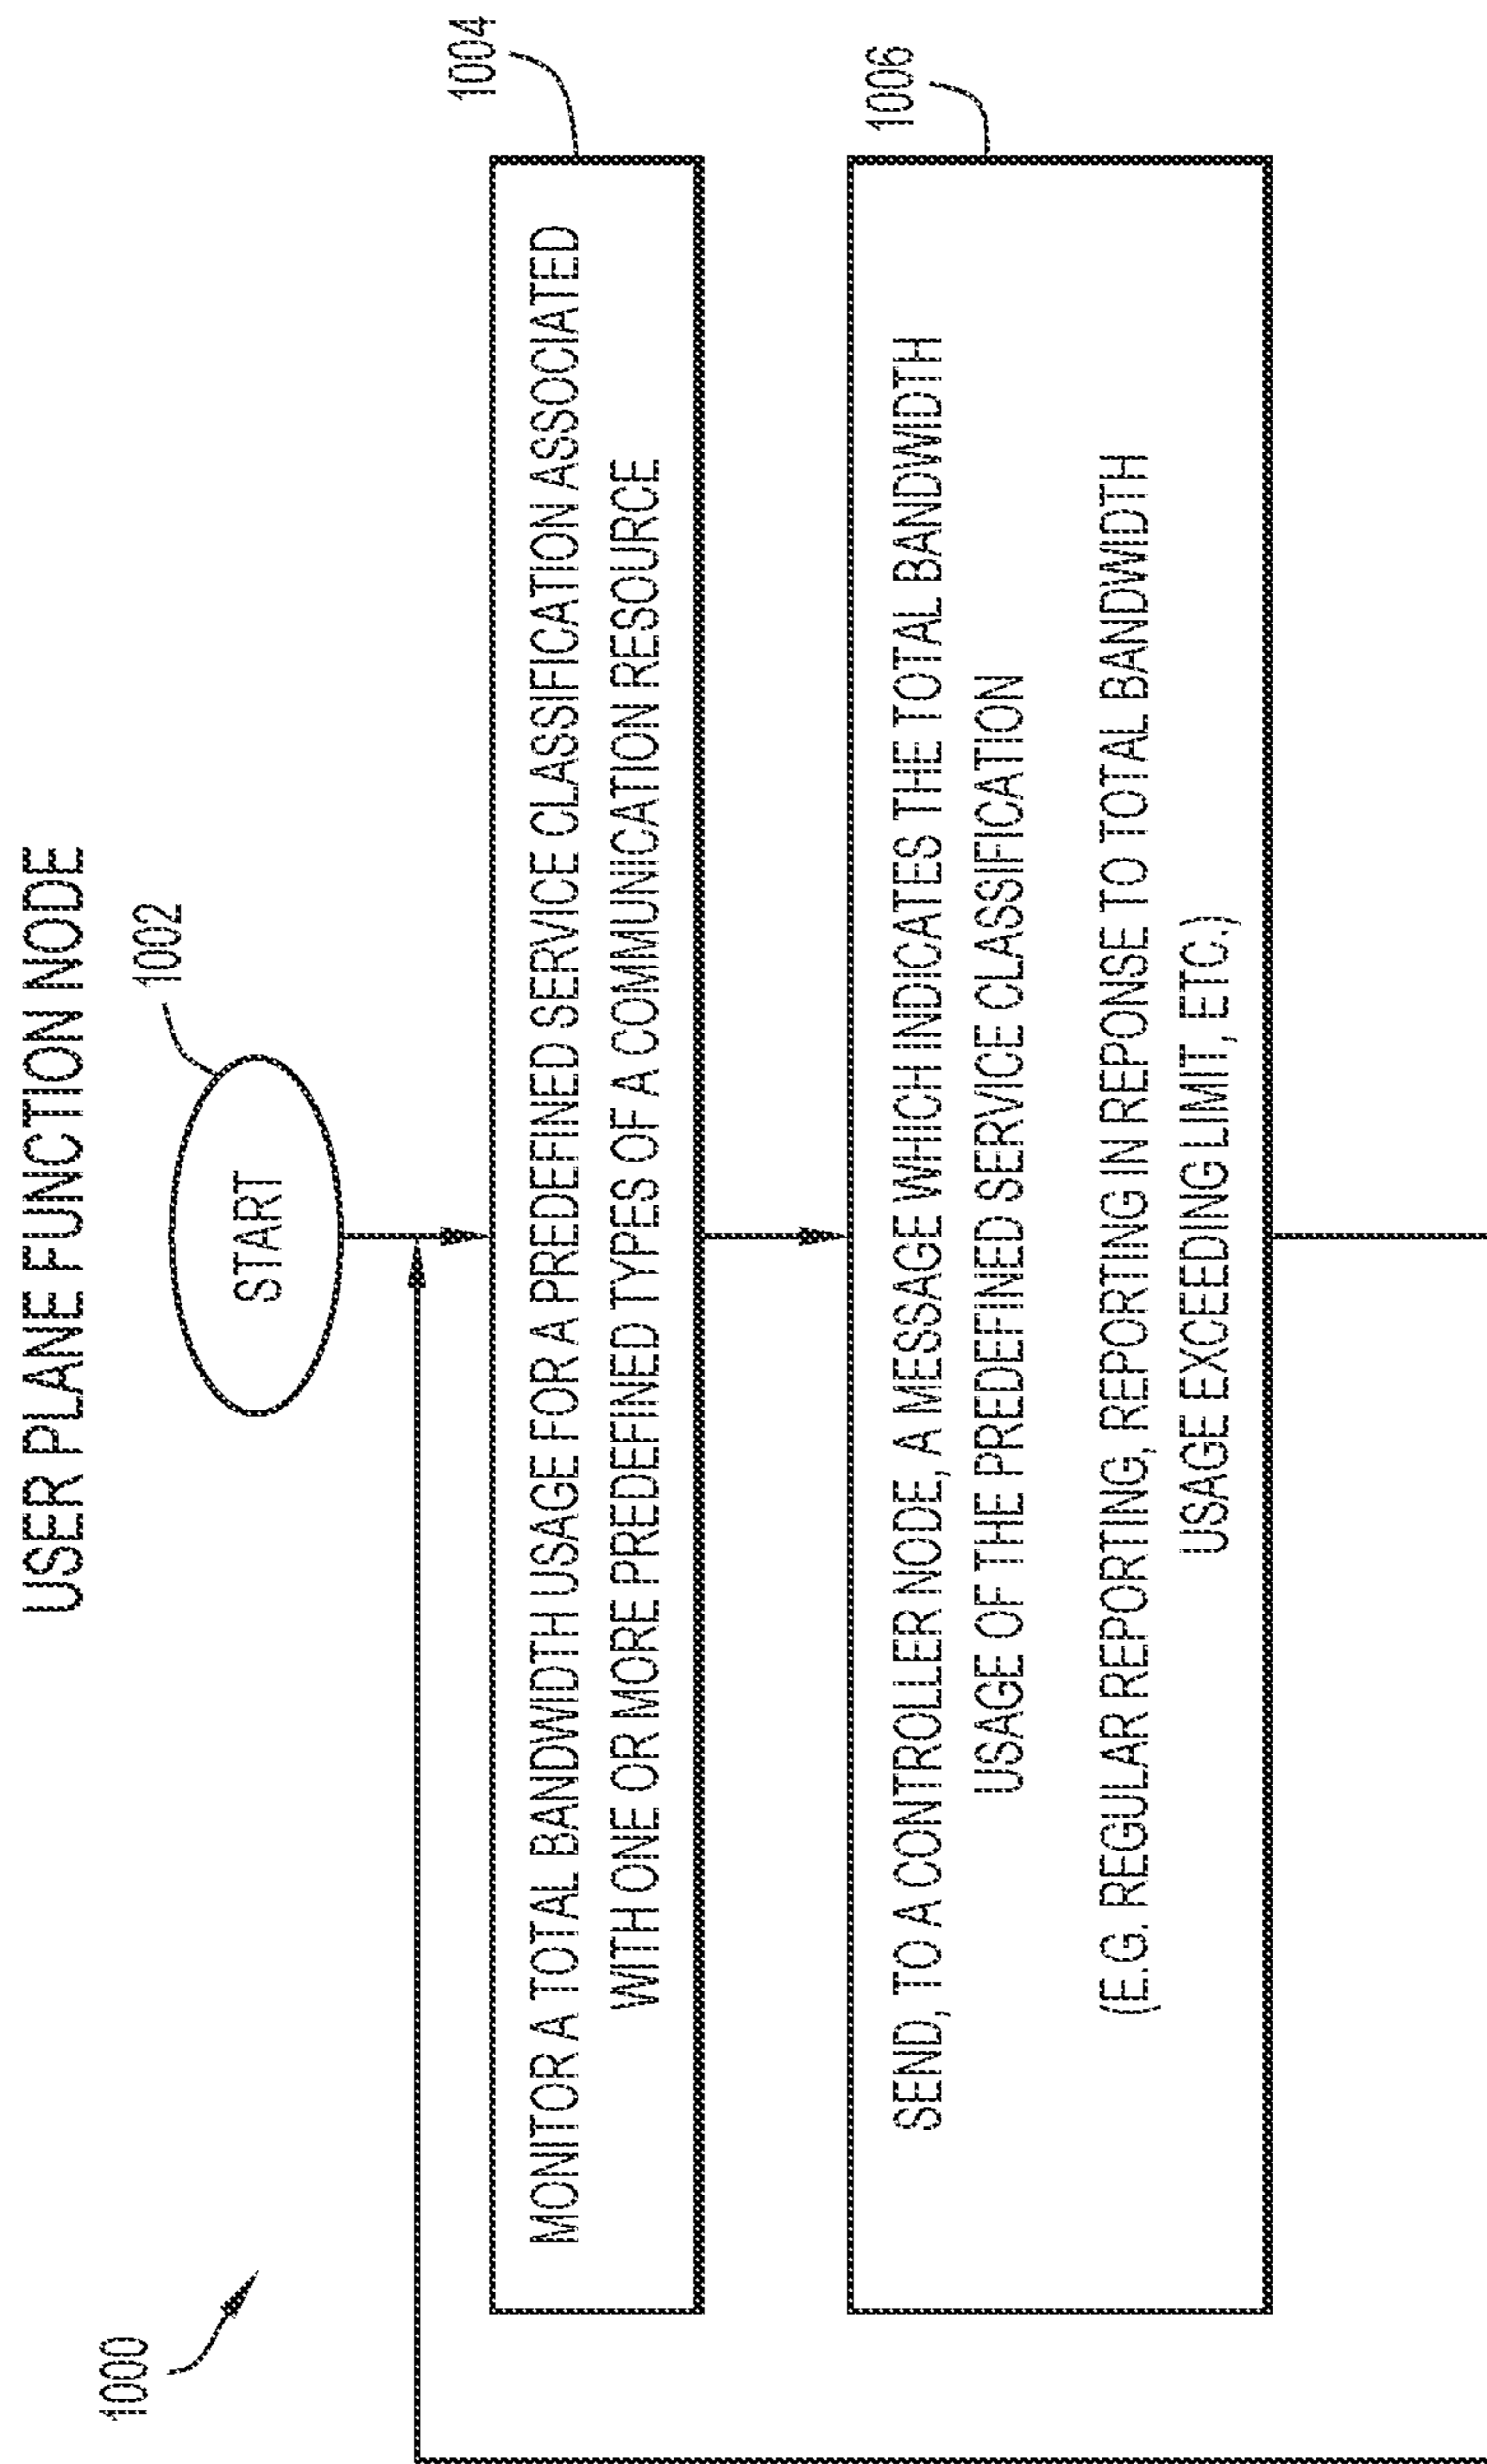 USER PLANE FUNCTION NODE
1000
1002
START
1004
MONITOR A TOTAL BANDWIDTH USAGE FOR A PREDEFINED SERVICE CLASSIFICATION ASSOCIATED
WITH ONE OR MORE PREDEFINED TYPES OF A COMMUNICATION RESOURCE
1006
SEND, TO A CONTROLLER NODE, A MESSAGE WHICH INDICATES THE TOTAL BANDWIDTH
USAGE OF THE PREDEFINED SERVICE CLASSIFICATION
(E.G. REGULAR REPORTING, REPORTING IN REPONSE TO TOTAL BANDWIDTH
USAGE EXCEEDING LIMIT, ETC.)